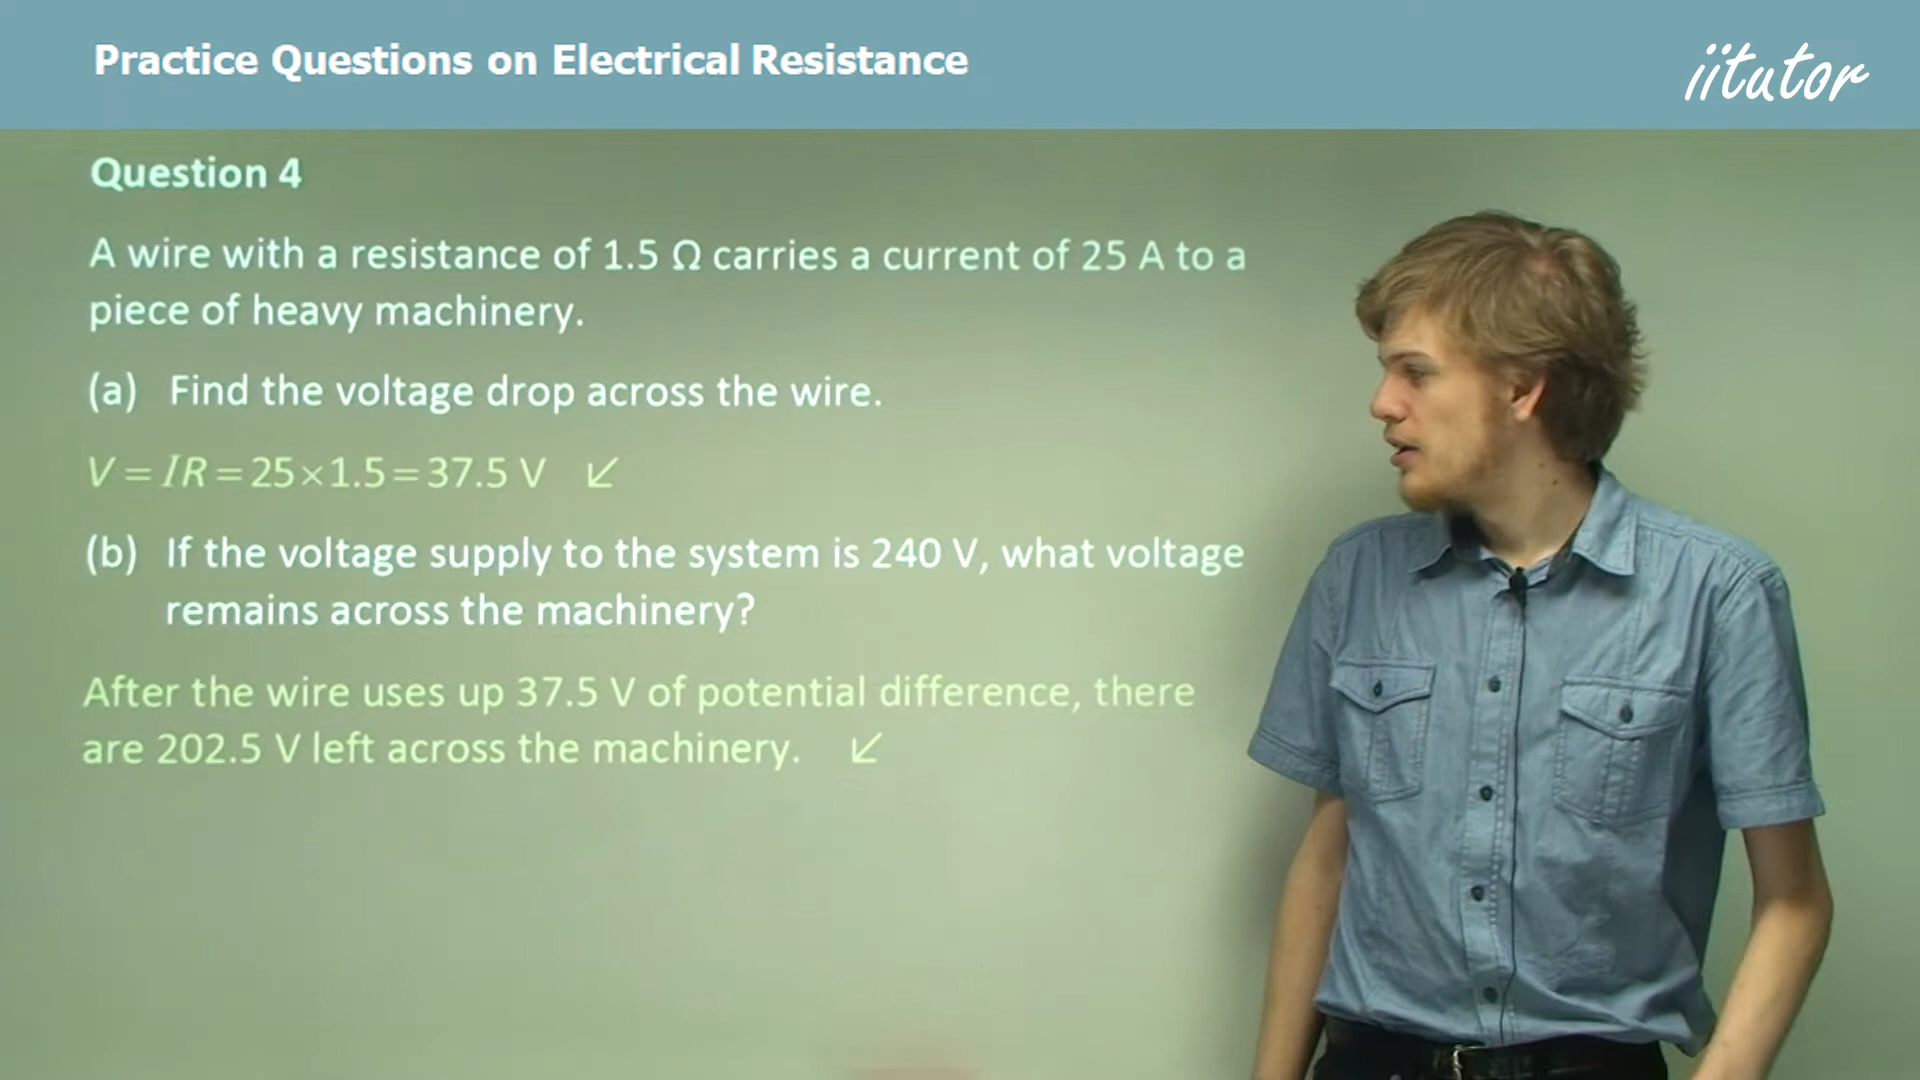 Practice Questions on Electrical Resistance
iitutor
Question 4
A wire with a resistance of 1.5 Ω carries a current of 25 A to a
piece of heavy machinery.
(a) Find the voltage drop across the wire.
V = IR = 25×1.5 = 37.5 V ↙
(b) If the voltage supply to the system is 240 V, what voltage
remains across the machinery?
After the wire uses up 37.5 V of potential difference, there
are 202.5 V left across the machinery. ↙